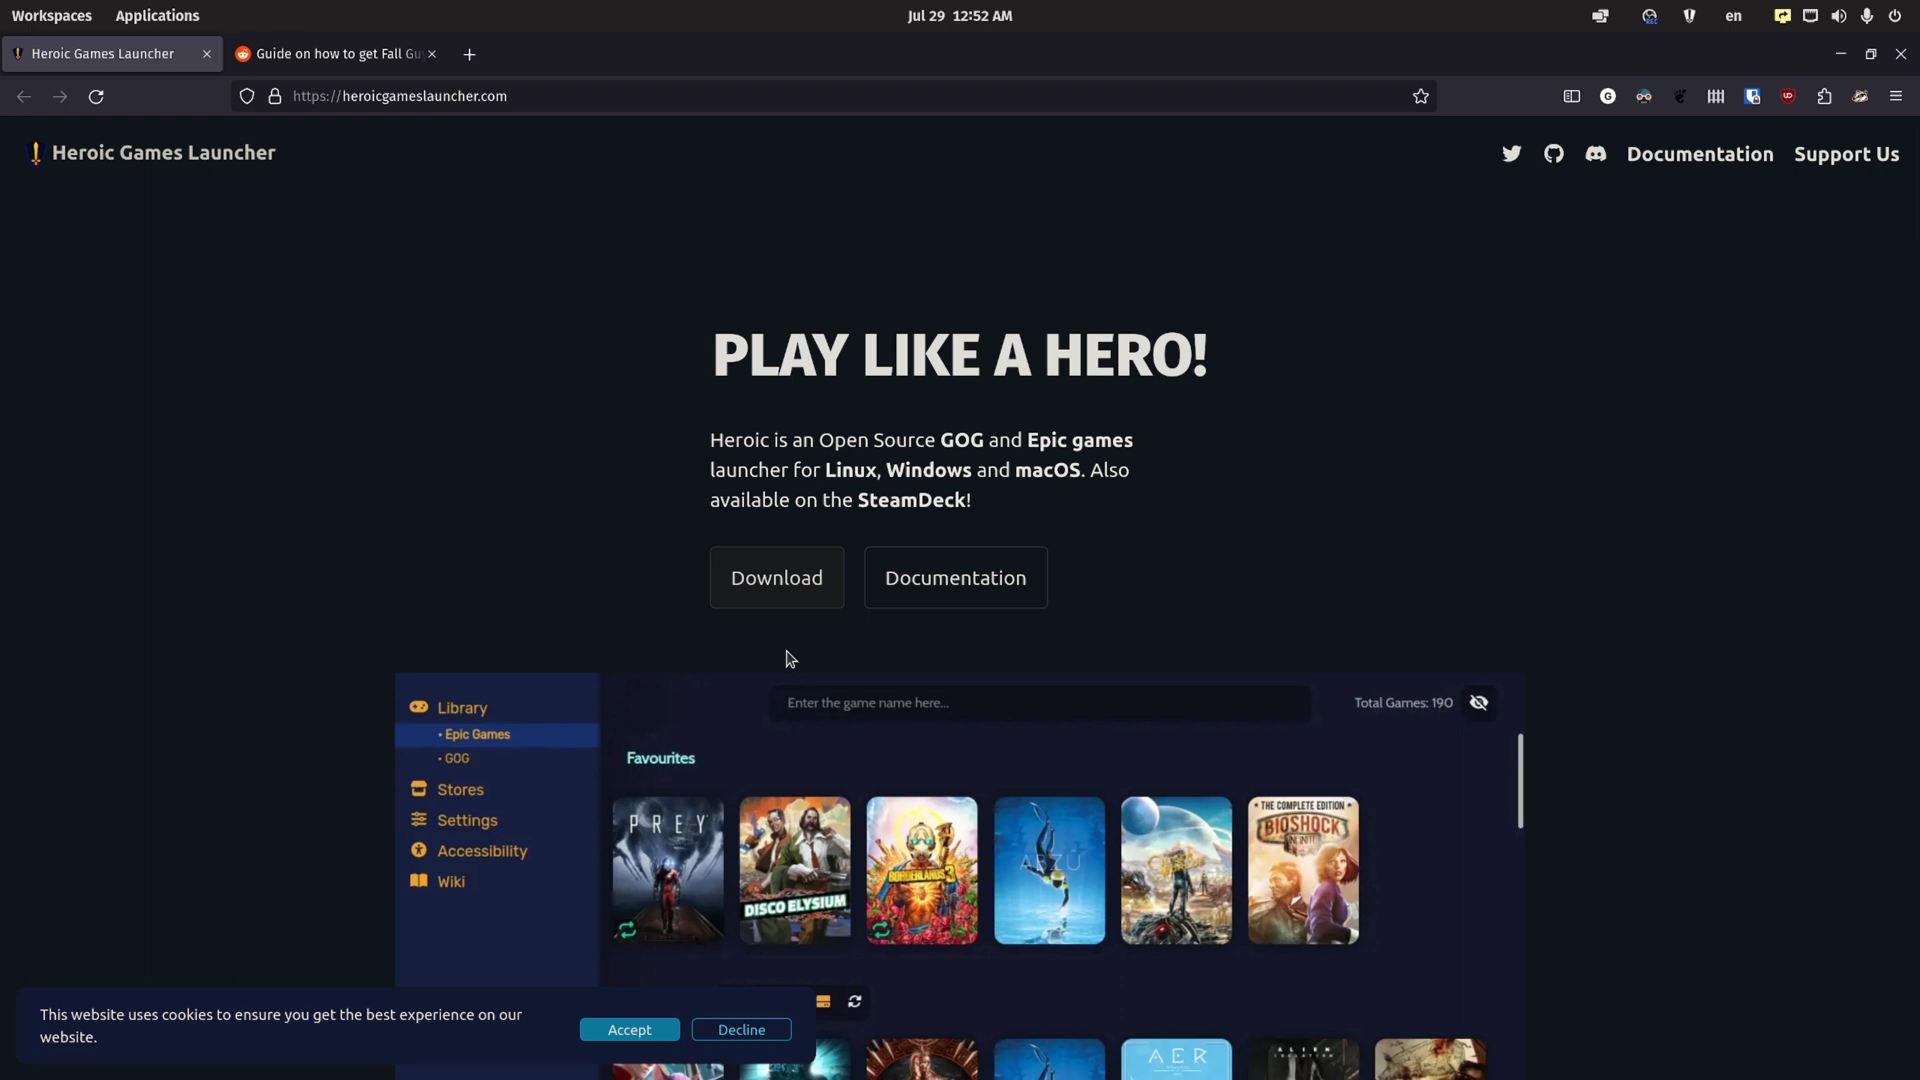 Workspaces Applications Jul 29 12:52 AM en
Heroic Games Launcher Guide on how to get Fall Gu
https://heroicgameslauncher.com
Heroic Games Launcher Documentation Support Us
PLAY LIKE A HERO!
Heroic is an Open Source GOG and Epic games
launcher for Linux, Windows and macOS. Also
available on the SteamDeck!
Download Documentation
Library
• Epic Games
• GOG
Stores
Settings
Accessibility
Wiki
Enter the game name here... Total Games: 190
Favourites
PREY
DISCO ELYSIUM
BORDERLANDS 3
ABZÛ
THE COMPLETE EDITION
BIOSHOCK
INFINITE
This website uses cookies to ensure you get the best experience on our
website.
Accept Decline
AER
ALIEN